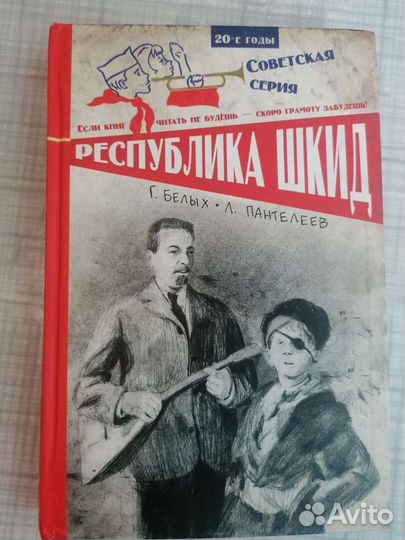 20-е годы
Советская
серия
Если книг читать не будешь — скоро грамоту забудешь!
РЕСПУБЛИКА ШКИД
Г. БЕЛЫХ • Л. ПАНТЕЛЕЕВ
Avito